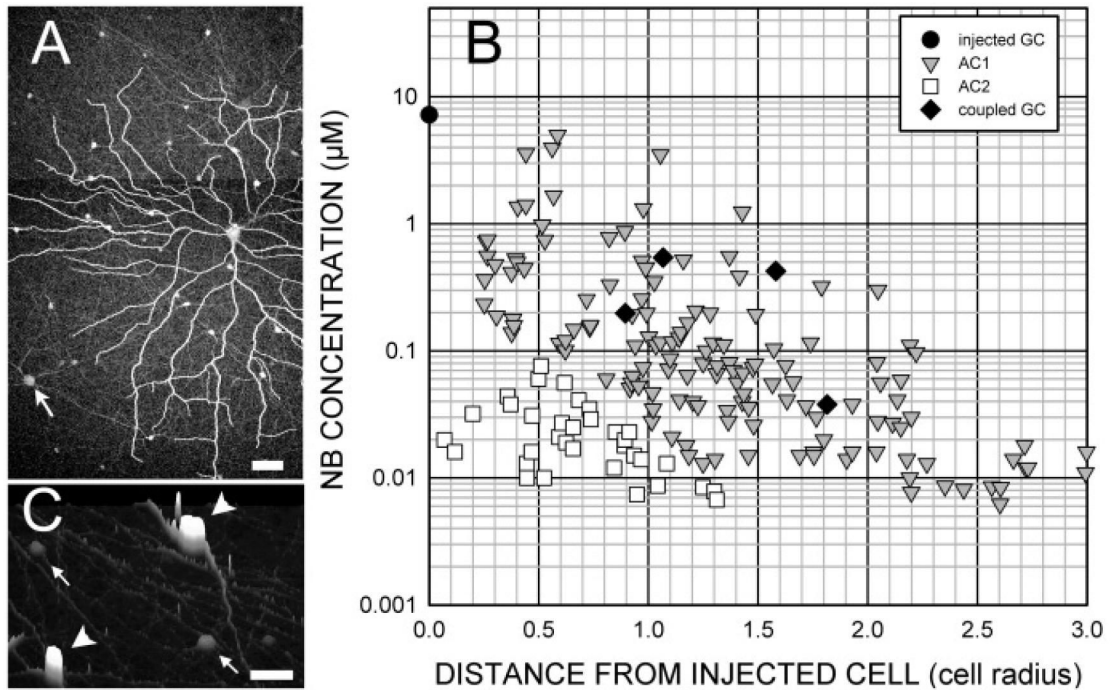 A
B
C
injected GC
AC1
AC2
coupled GC
NB CONCENTRATION (µM)
10
1
0.1
0.01
0.001
0.0
0.5
1.0
1.5
2.0
2.5
3.0
DISTANCE FROM INJECTED CELL (cell radius)